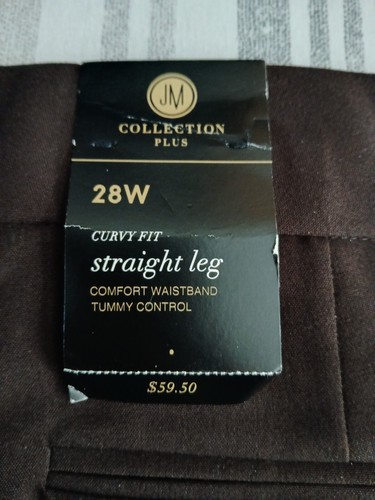 JM
COLLECTION
PLUS
28W
CURVY FIT
straight leg
COMFORT WAISTBAND
TUMMY CONTROL
$59.50